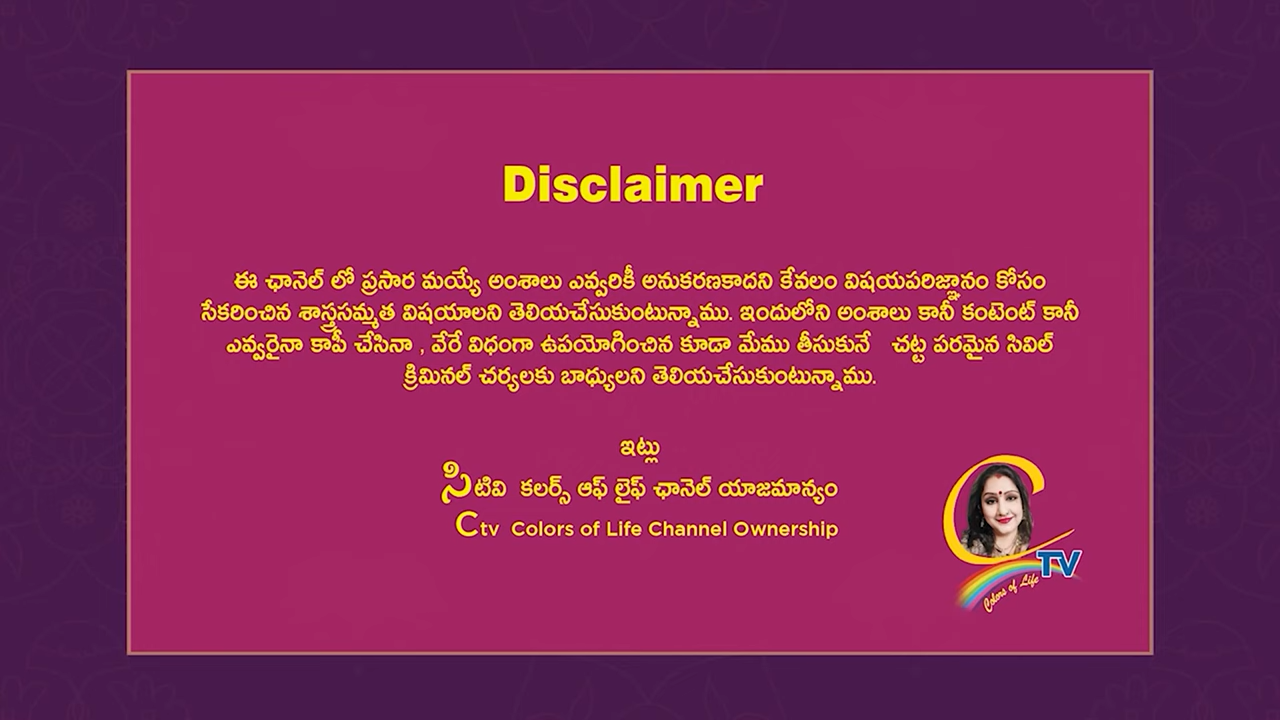 Disclaimer
ఈ ఛానెల్ లో ప్రసార మయ్యే అంశాలు ఎవ్వరికీ అనుకరణకాదని కేవలం విషయపరిజ్ఞానం కోసం
సేకరించిన శాస్త్రసమ్మత విషయాలని తెలియచేసుకుంటున్నాము. ఇందులోని అంశాలు కానీ కంటెంట్ కానీ
ఎవ్వరైనా కాపీ చేసినా , వేరే విధంగా ఉపయోగించిన కూడా మేము తీసుకునే చట్ట పరమైన సివిల్
క్రిమినల్ చర్యలకు బాధ్యులని తెలియచేసుకుంటున్నాము.
ఇట్లు
సిటివి కలర్స్ ఆఫ్ లైఫ్ ఛానెల్ యాజమాన్యం
Ctv Colors of Life Channel Ownership
C TV
Colors of Life